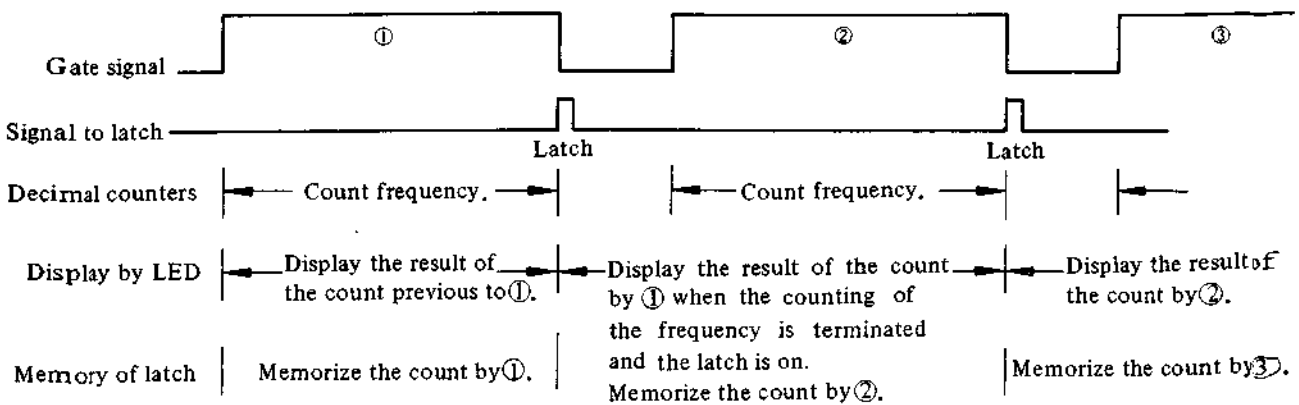 ① ② ③
Gate signal
Signal to latch
Latch Latch
Decimal counters Count frequency. Count frequency.
Display by LED Display the result of the count previous to①. Display the result of the count by ① when the counting of the frequency is terminated and the latch is on. Display the result of the count by②.
Memory of latch Memorize the count by①. Memorize the count by②. Memorize the count by③.